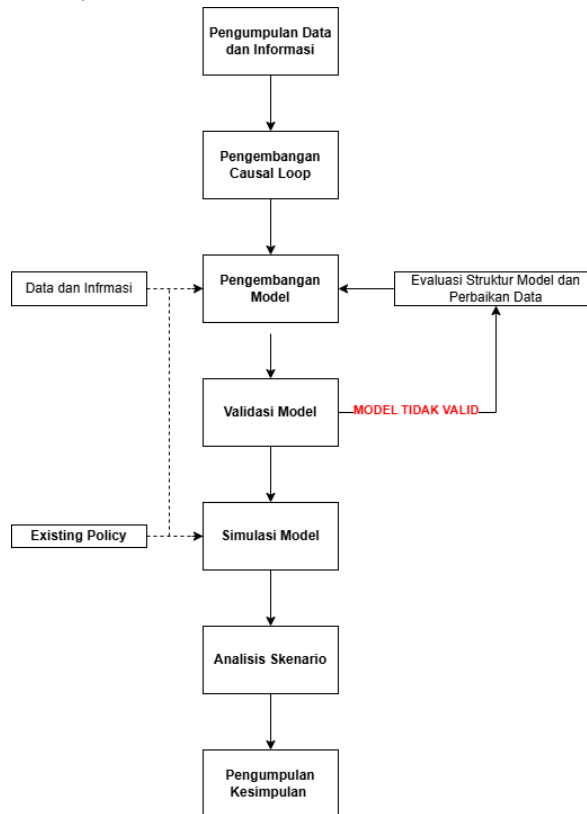 Pengumpulan Data
dan Informasi
Pengembangan
Causal Loop
Data dan Infrmasi
Pengembangan
Model
Evaluasi Struktur Model dan
Perbaikan Data
Validasi Model
MODEL TIDAK VALID
Existing Policy
Simulasi Model
Analisis Skenario
Pengumpulan
Kesimpulan